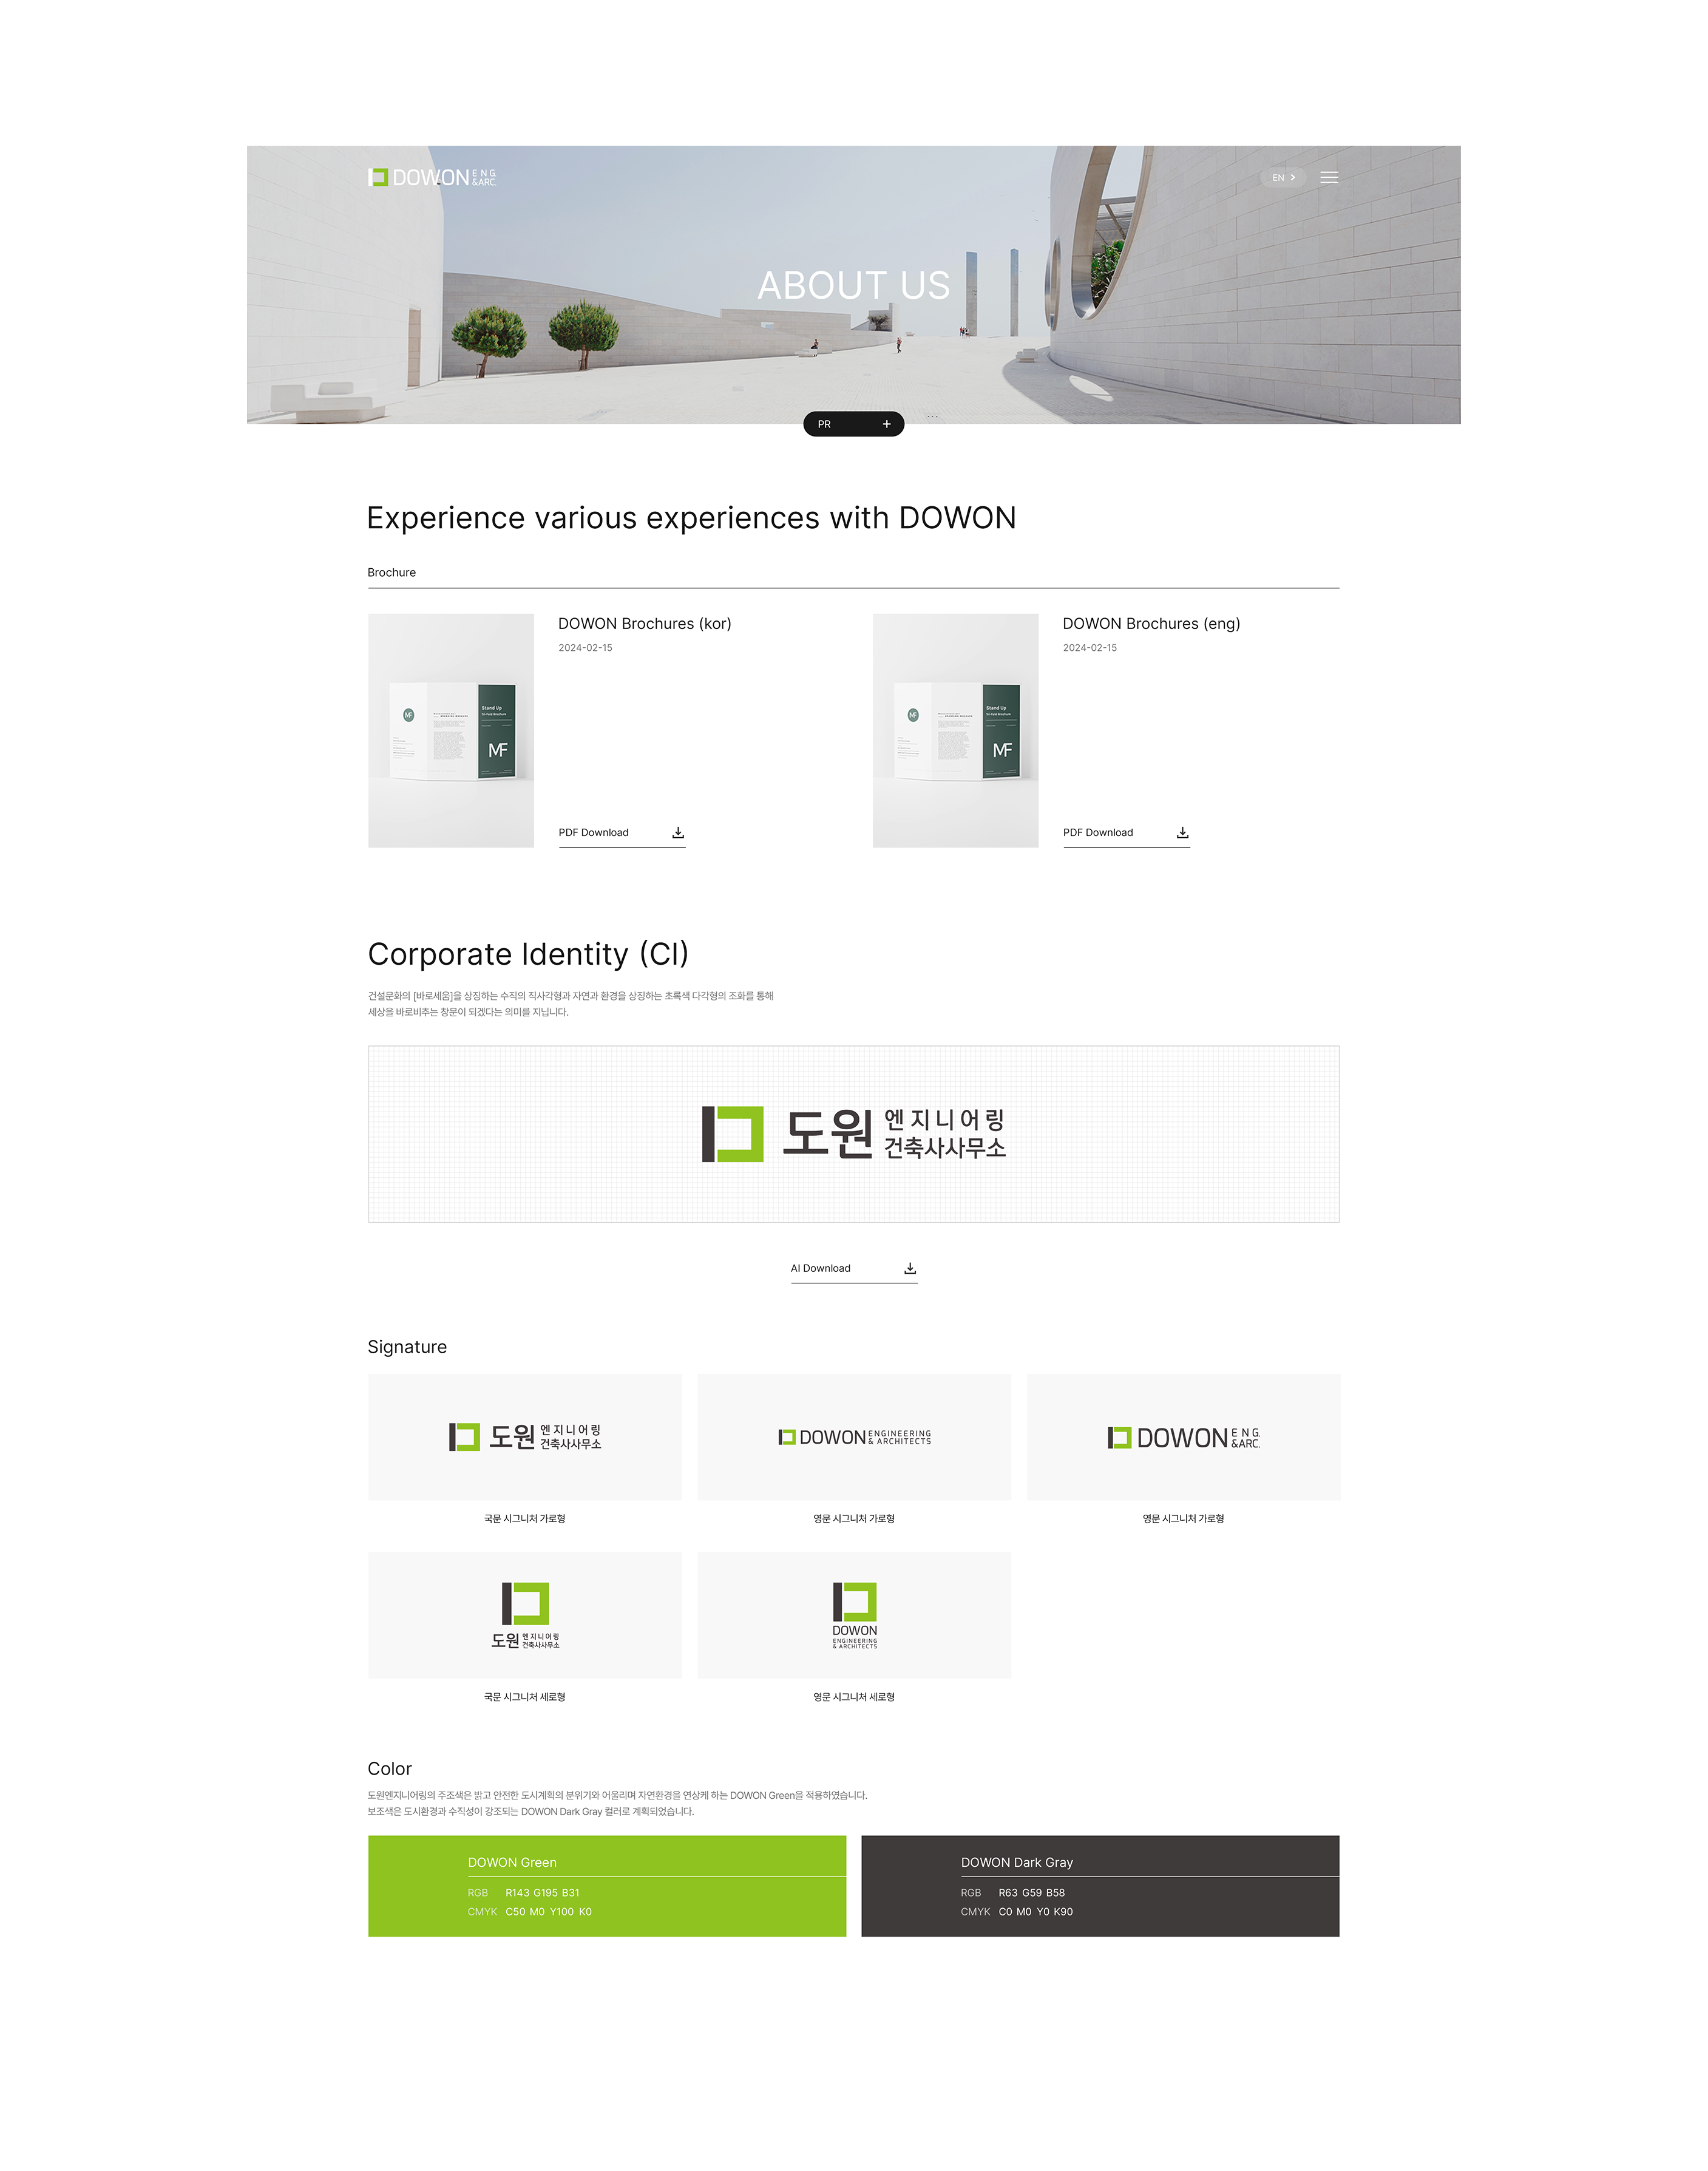 DOWON ENG.
&ARC.
EN
ABOUT US
PR
Experience various experiences with DOWON
Brochure
DOWON Brochures (kor)
2024-02-15
Stand Up
Tri-Fold Brochure
MF
MF
PDF Download
DOWON Brochures (eng)
2024-02-15
Stand Up
Tri-Fold Brochure
MF
MF
PDF Download
Corporate Identity (CI)
건설문화의 [바로세움]을 상징하는 수직의 직사각형과 자연과 환경을 상징하는 초록색 다각형의 조화를 통해
세상을 바로비추는 창문이 되겠다는 의미를 지닙니다.
도원 엔지니어링
건축사사무소
AI Download
Signature
도원 엔지니어링
건축사사무소
국문 시그니처 가로형
DOWON ENGINEERING
& ARCHITECTS
영문 시그니처 가로형
DOWON ENG.
&ARC.
영문 시그니처 가로형
도원 엔지니어링
건축사사무소
국문 시그니처 세로형
DOWON
ENGINEERING
& ARCHITECTS
영문 시그니처 세로형
Color
도원엔지니어링의 주조색은 밝고 안전한 도시계획의 분위기와 어울리며 자연환경을 연상케 하는 DOWON Green을 적용하였습니다.
보조색은 도시환경과 수직성이 강조되는 DOWON Dark Gray 컬러로 계획되었습니다.
DOWON Green
RGB R143 G195 B31
CMYK C50 M0 Y100 K0
DOWON Dark Gray
RGB R63 G59 B58
CMYK C0 M0 Y0 K90